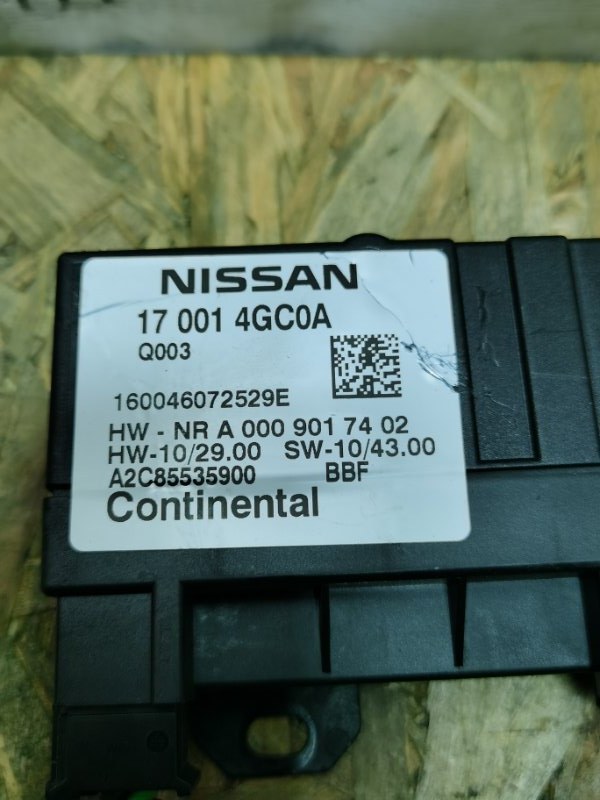 NISSAN
17 001 4GC0A
Q003
160046072529E
HW - NR A 000 901 74 02
HW-10/29.00 SW-10/43.00
A2C85535900 BBF
Continental